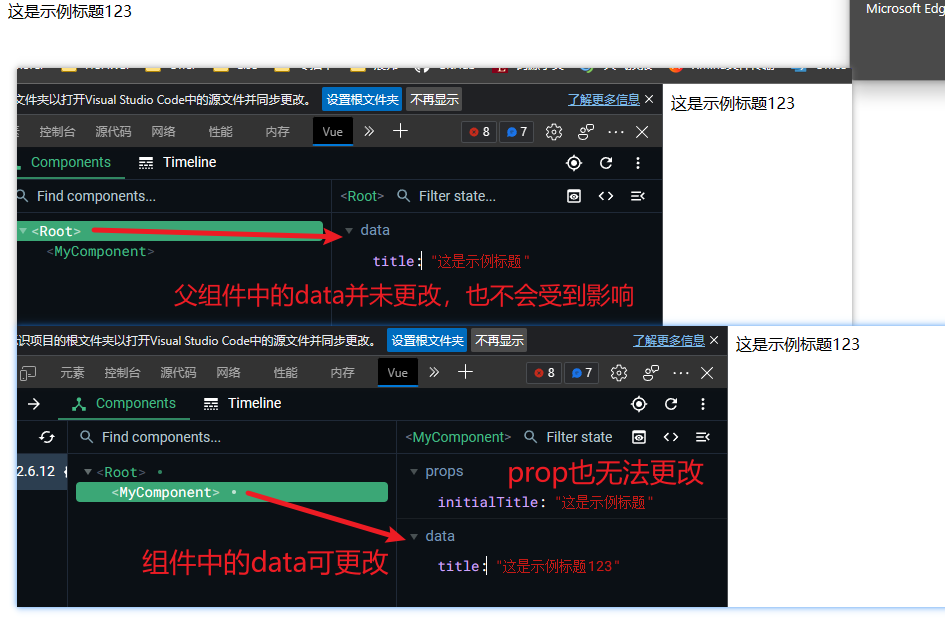 这是示例标题123
Microsoft Edg
文件夹以打开Visual Studio Code中的源文件并同步更改。 设置根文件夹 不再显示 了解更多信息
这是示例标题123
控制台 源代码 网络 性能 内存 Vue 8 7
Components Timeline
Find components... <Root> Filter state...
<Root> data
<MyComponent>
title: "这是示例标题"
父组件中的data并未更改，也不会受到影响
识项目的根文件夹以打开Visual Studio Code中的源文件并同步更改。 设置根文件夹 不再显示 了解更多信息
这是示例标题123
元素 控制台 源代码 网络 性能 内存 Vue 8 7
Components Timeline
Find components... <MyComponent> Filter state
2.6.12 <Root> props
prop也无法更改
<MyComponent>
initialTitle: "这是示例标题"
data
组件中的data可更改
title: "这是示例标题123"